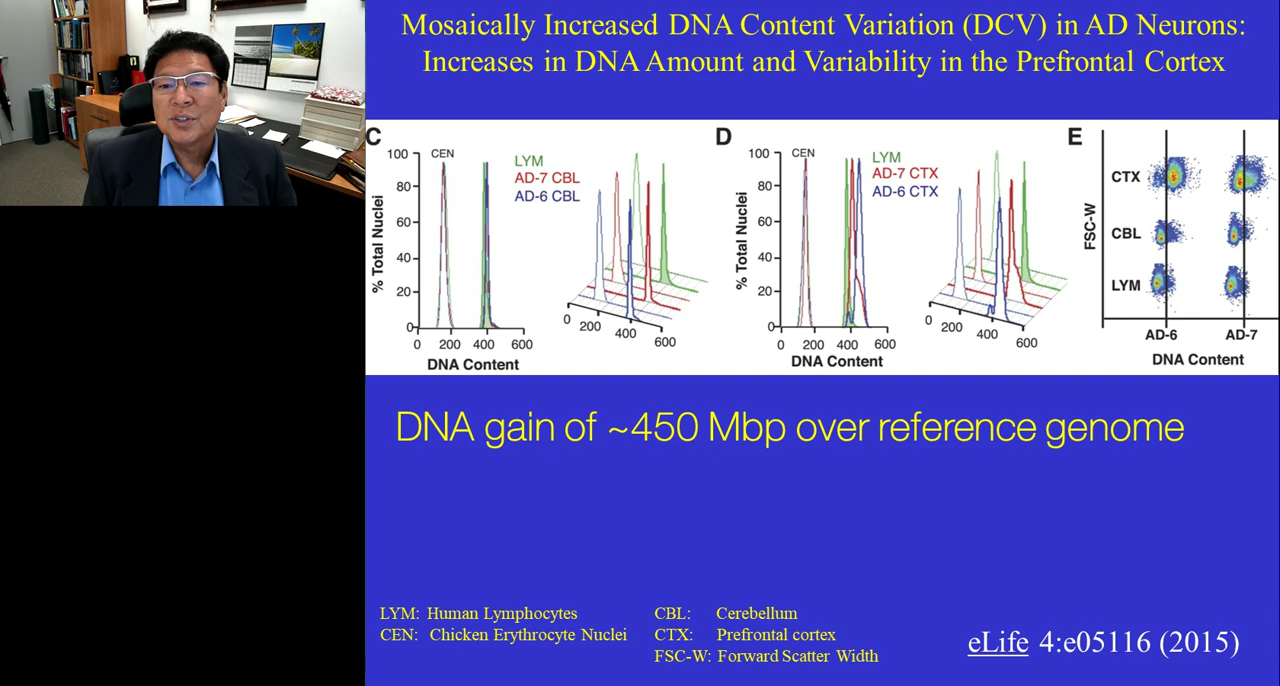 Mosaically Increased DNA Content Variation (DCV) in AD Neurons:
Increases in DNA Amount and Variability in the Prefrontal Cortex
C
CEN
LYM
AD-7 CBL
AD-6 CBL
% Total Nuclei
100
80
60
40
20
0
0 200 400 600
0 200 400 600
DNA Content
D
CEN
LYM
AD-7 CTX
AD-6 CTX
% Total Nuclei
100
80
60
40
20
0
0 200 400 600
0 200 400 600
DNA Content
E
FSC-W
CTX
CBL
LYM
AD-6 AD-7
DNA Content
DNA gain of ~450 Mbp over reference genome
LYM: Human Lymphocytes
CEN: Chicken Erythrocyte Nuclei
CBL: Cerebellum
CTX: Prefrontal cortex
FSC-W: Forward Scatter Width
eLife 4:e05116 (2015)